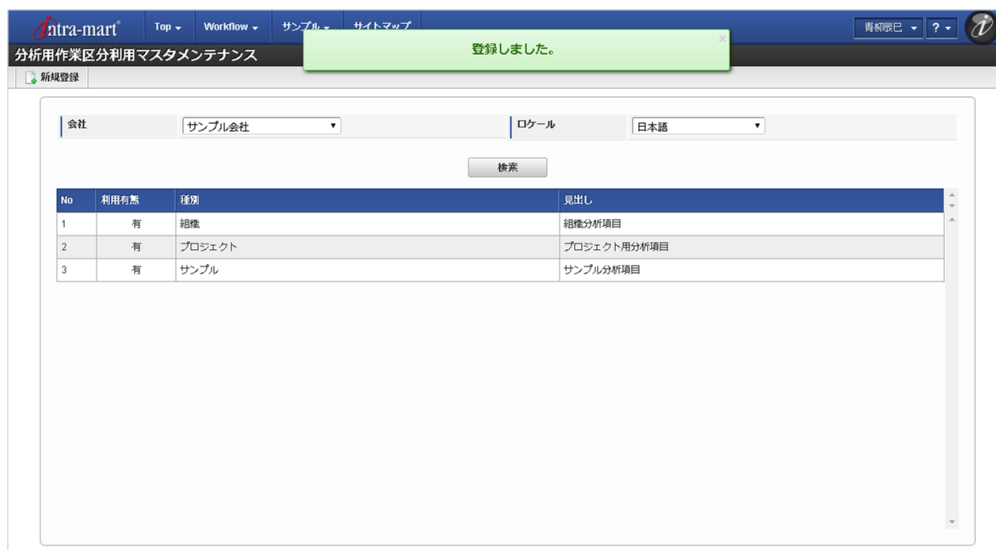 intra-mart® Top Workflow サンプル サイトマップ 青柳辰巳 ?
登録しました。 ×
分析用作業区分利用マスタメンテナンス
新規登録
会社 サンプル会社 ロケール 日本語
検索
No 利用有無 種別 見出し
1 有 組織 組織分析項目
2 有 プロジェクト プロジェクト用分析項目
3 有 サンプル サンプル分析項目